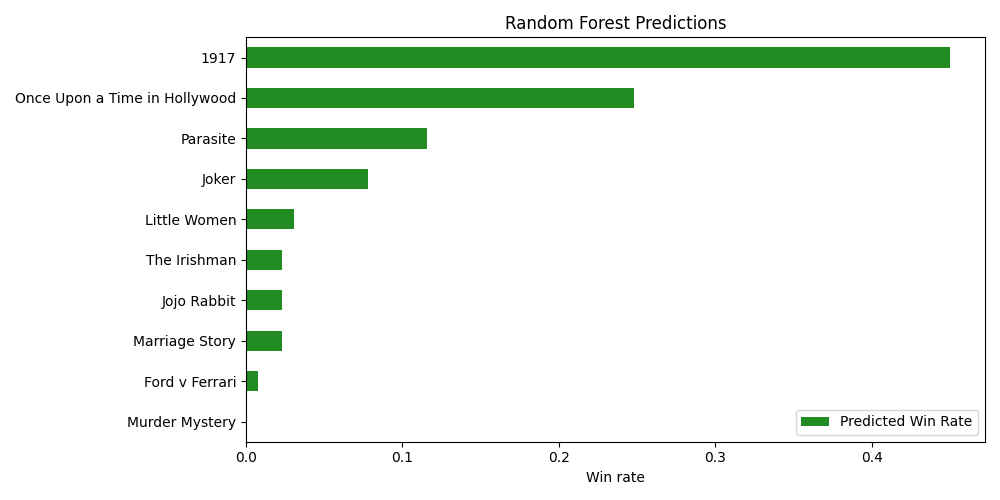 Random Forest Predictions
1917
Once Upon a Time in Hollywood
Parasite
Joker
Little Women
The Irishman
Jojo Rabbit
Marriage Story
Ford v Ferrari
Murder Mystery
Predicted Win Rate
0.0 0.1 0.2 0.3 0.4
Win rate